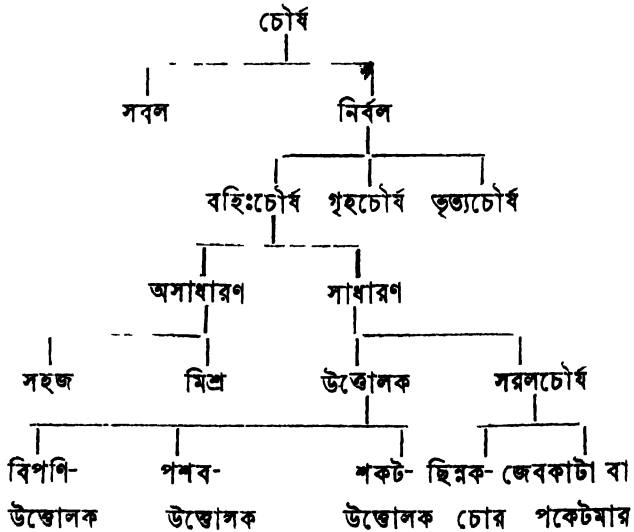 চৌর্য
সবল নির্বল
বহিঃচৌর্য গৃহচৌর্য ভৃত্যচৌর্য
অসাধারণ সাধারণ
সহজ মিশ্র উত্তোলক সরলচৌর্য
বিপণি- পশব- শকট- ছিন্নক- জেবকাটা বা
উত্তোলক উত্তোলক উত্তোলক চোর পকেটমার